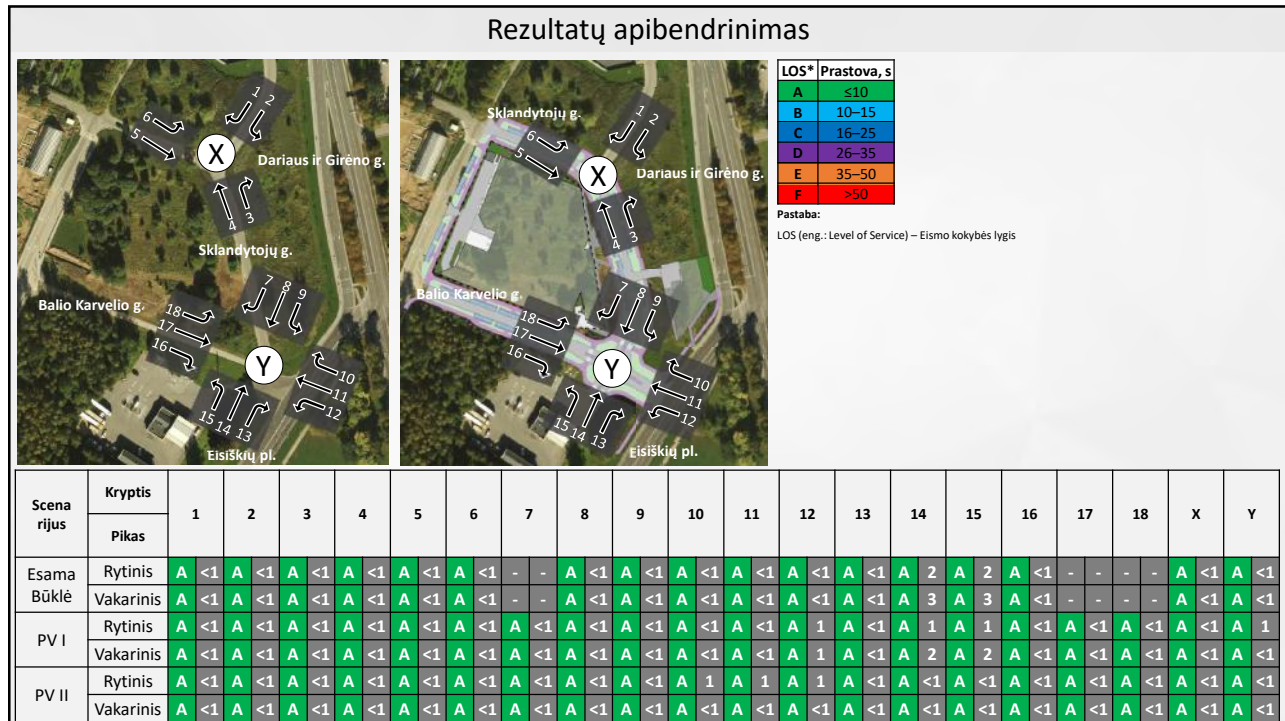 Rezultatų apibendrinimas
1 2
6
5
X
Dariaus ir Girėno g.
4 3
Sklandytojų g.
7 8 9
Balio Karvelio g.
18
17
16
Y
10
11
12
15 14 13
Eisiškių pl.
Sklandytojų g.
1 2
6
5
X
Dariaus ir Girėno g.
4 3
7 8 9
Balio Karvelio g.
18
17
16
Y
10
11
12
15 14 13
Eisiškių pl.
LOS* Prastova, s
A ≤10
B 10–15
C 16–25
D 26–35
E 35–50
F >50
Pastaba:
LOS (eng.: Level of Service) – Eismo kokybės lygis
Scena
rijus
Kryptis
Pikas
1 2 3 4 5 6 7 8 9 10 11 12 13 14 15 16 17 18 X Y
Esama
Būklė
Rytinis A <1 A <1 A <1 A <1 A <1 A <1 - - A <1 A <1 A <1 A <1 A <1 A <1 A 2 A 2 A <1 - - - - A <1 A <1
Vakarinis A <1 A <1 A <1 A <1 A <1 A <1 - - A <1 A <1 A <1 A <1 A <1 A <1 A 3 A 3 A <1 - - - - A <1 A <1
PV I
Rytinis A <1 A <1 A <1 A <1 A <1 A <1 A <1 A <1 A <1 A <1 A <1 A 1 A <1 A 1 A 1 A <1 A <1 A <1 A <1 A 1
Vakarinis A <1 A <1 A <1 A <1 A <1 A <1 A <1 A <1 A <1 A <1 A <1 A 1 A <1 A 2 A 2 A <1 A <1 A <1 A <1 A <1
PV II
Rytinis A <1 A <1 A <1 A <1 A <1 A <1 A <1 A <1 A <1 A 1 A 1 A 1 A <1 A <1 A <1 A <1 A <1 A <1 A <1 A <1
Vakarinis A <1 A <1 A <1 A <1 A <1 A <1 A <1 A <1 A <1 A <1 A <1 A <1 A <1 A <1 A <1 A <1 A <1 A <1 A <1 A <1